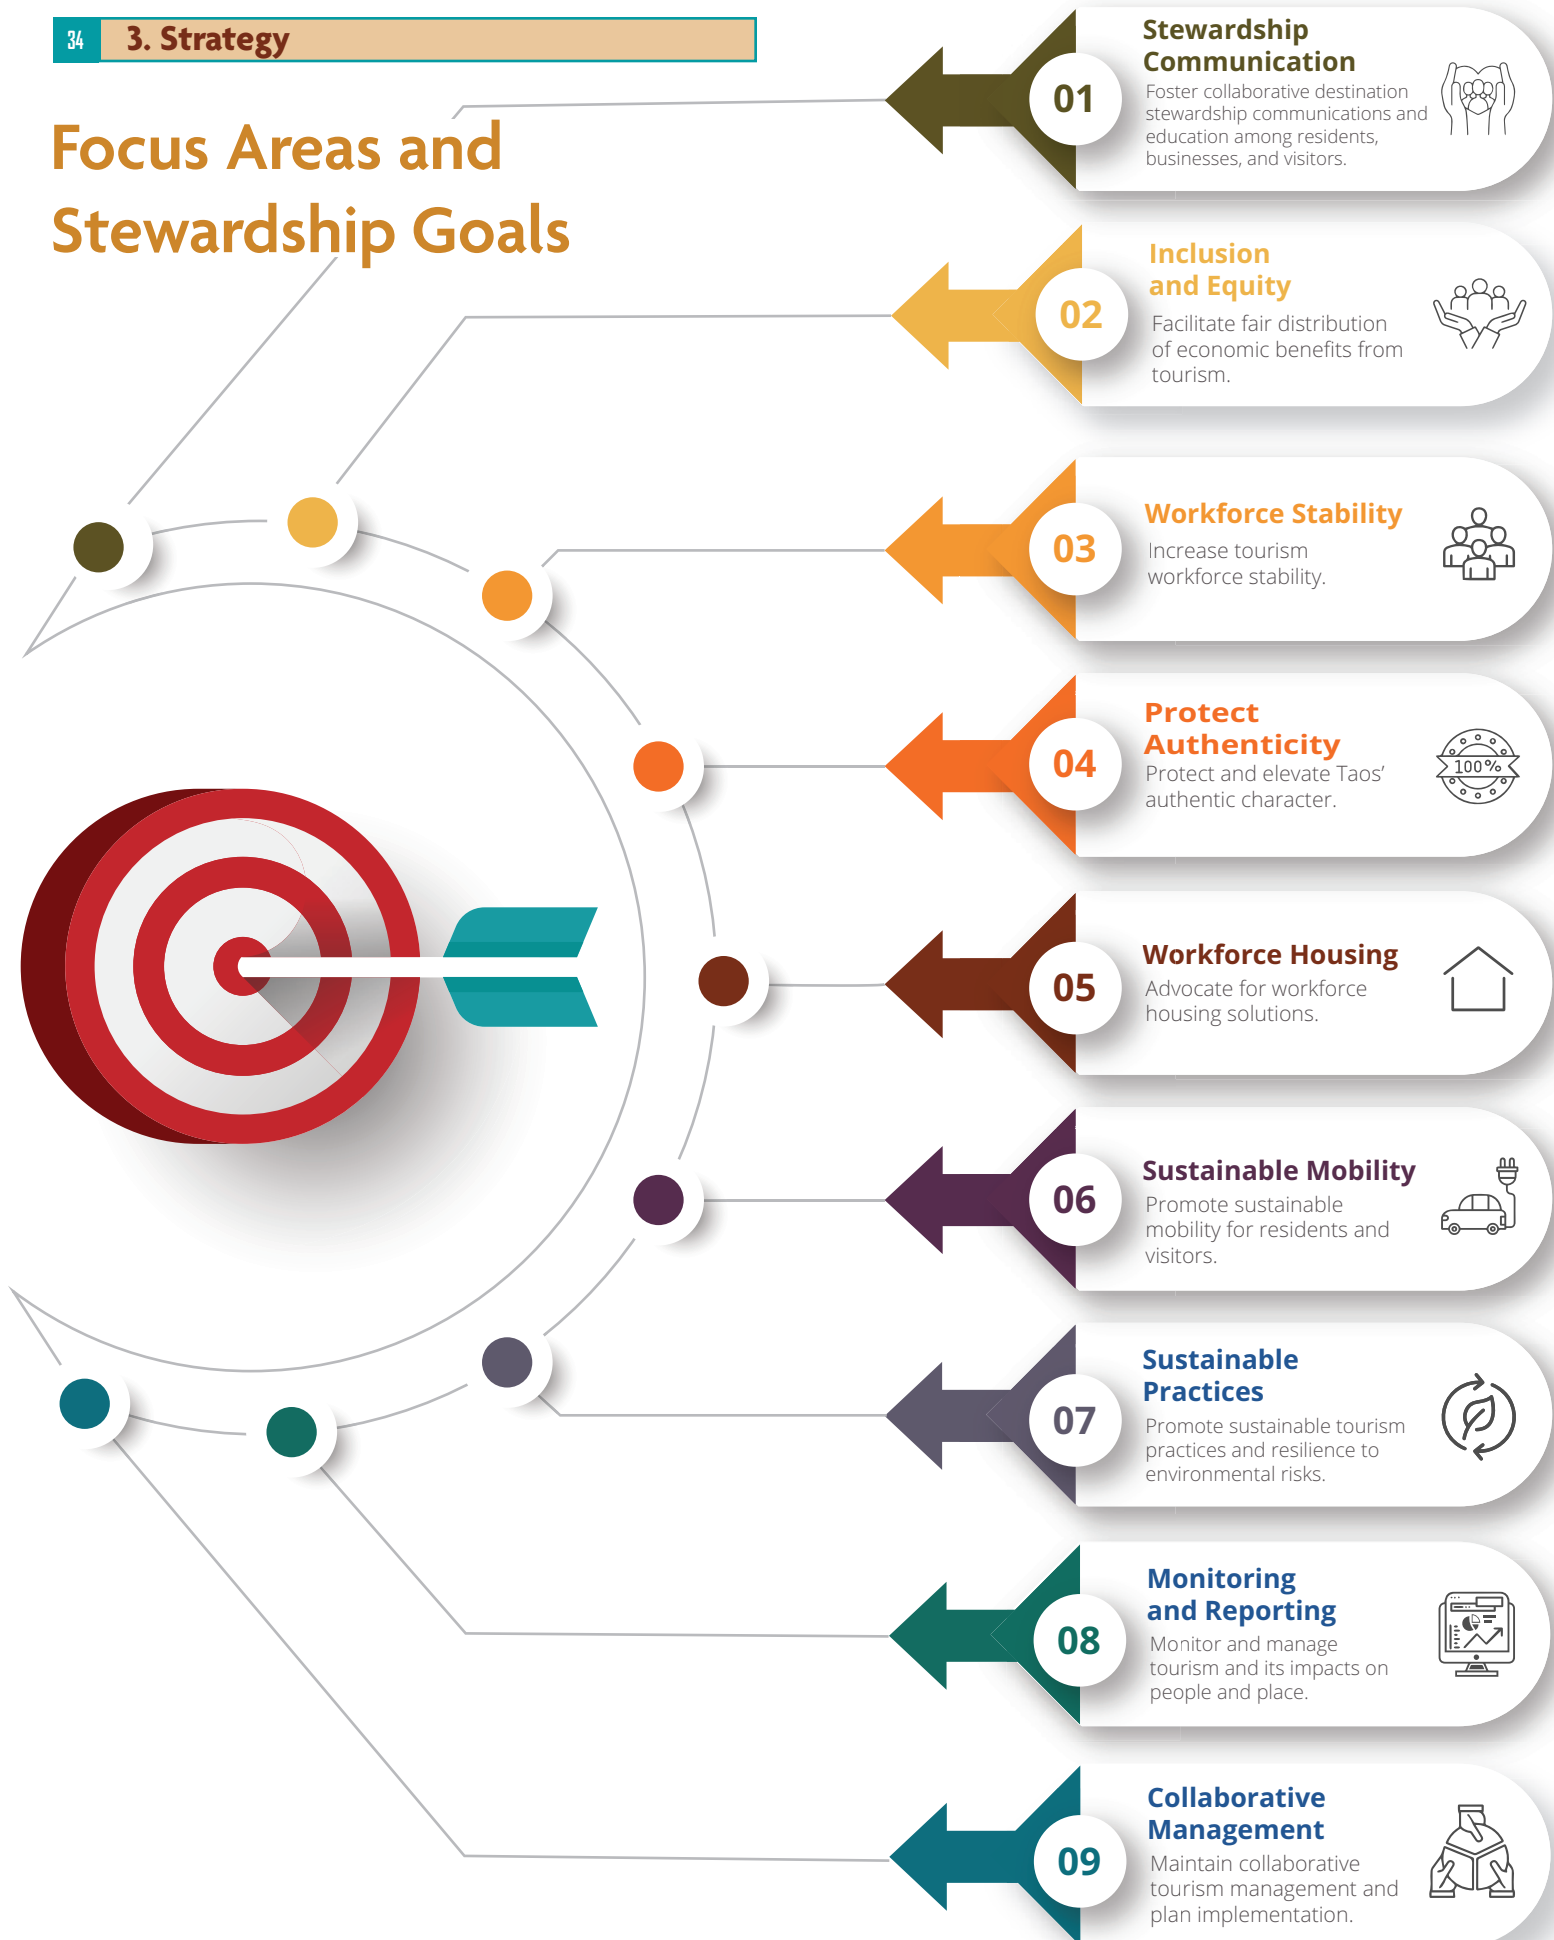 34 3. Strategy
Focus Areas and
Stewardship Goals
01
Stewardship
Communication
Foster collaborative destination
stewardship communications and
education among residents,
businesses, and visitors.
02
Inclusion
and Equity
Facilitate fair distribution
of economic benefits from
tourism.
03
Workforce Stability
Increase tourism
workforce stability.
04
Protect
Authenticity
Protect and elevate Taos’
authentic character.
100%
05
Workforce Housing
Advocate for workforce
housing solutions.
06
Sustainable Mobility
Promote sustainable
mobility for residents and
visitors.
07
Sustainable
Practices
Promote sustainable tourism
practices and resilience to
environmental risks.
08
Monitoring
and Reporting
Monitor and manage
tourism and its impacts on
people and place.
09
Collaborative
Management
Maintain collaborative
tourism management and
plan implementation.